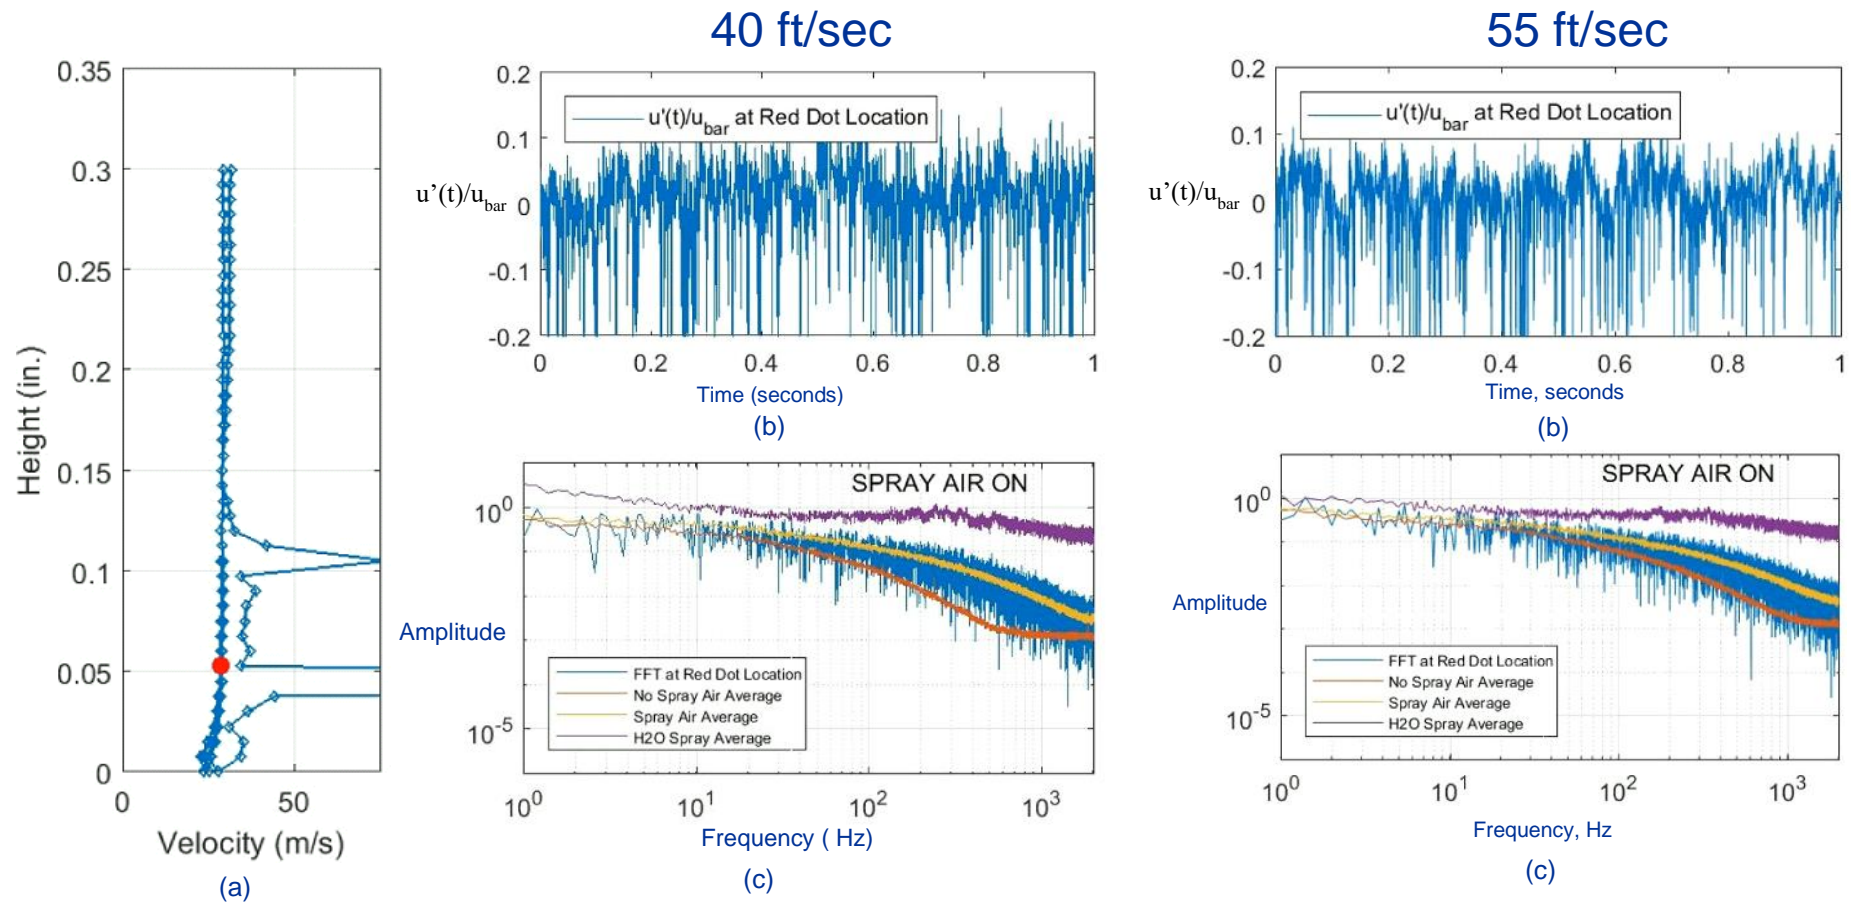 40 ft/sec
55 ft/sec
0.35
0.3
0.25
0.2
0.15
0.1
0.05
0
Height (in.)
0
50
Velocity (m/s)
(a)
0.2
0.1
0
-0.1
-0.2
u'(t)/u_bar at Red Dot Location
u’(t)/u_bar
0
0.2
0.4
0.6
0.8
1
Time (seconds)
(b)
0.2
0.1
0
-0.1
-0.2
u'(t)/u_bar at Red Dot Location
u’(t)/u_bar
0
0.2
0.4
0.6
0.8
1
Time, seconds
(b)
SPRAY AIR ON
10^0
10^-5
Amplitude
FFT at Red Dot Location
No Spray Air Average
Spray Air Average
H2O Spray Average
10^0
10^1
10^2
10^3
Frequency ( Hz)
(c)
SPRAY AIR ON
10^0
10^-5
Amplitude
FFT at Red Dot Location
No Spray Air Average
Spray Air Average
H2O Spray Average
10^0
10^1
10^2
10^3
Frequency, Hz
(c)